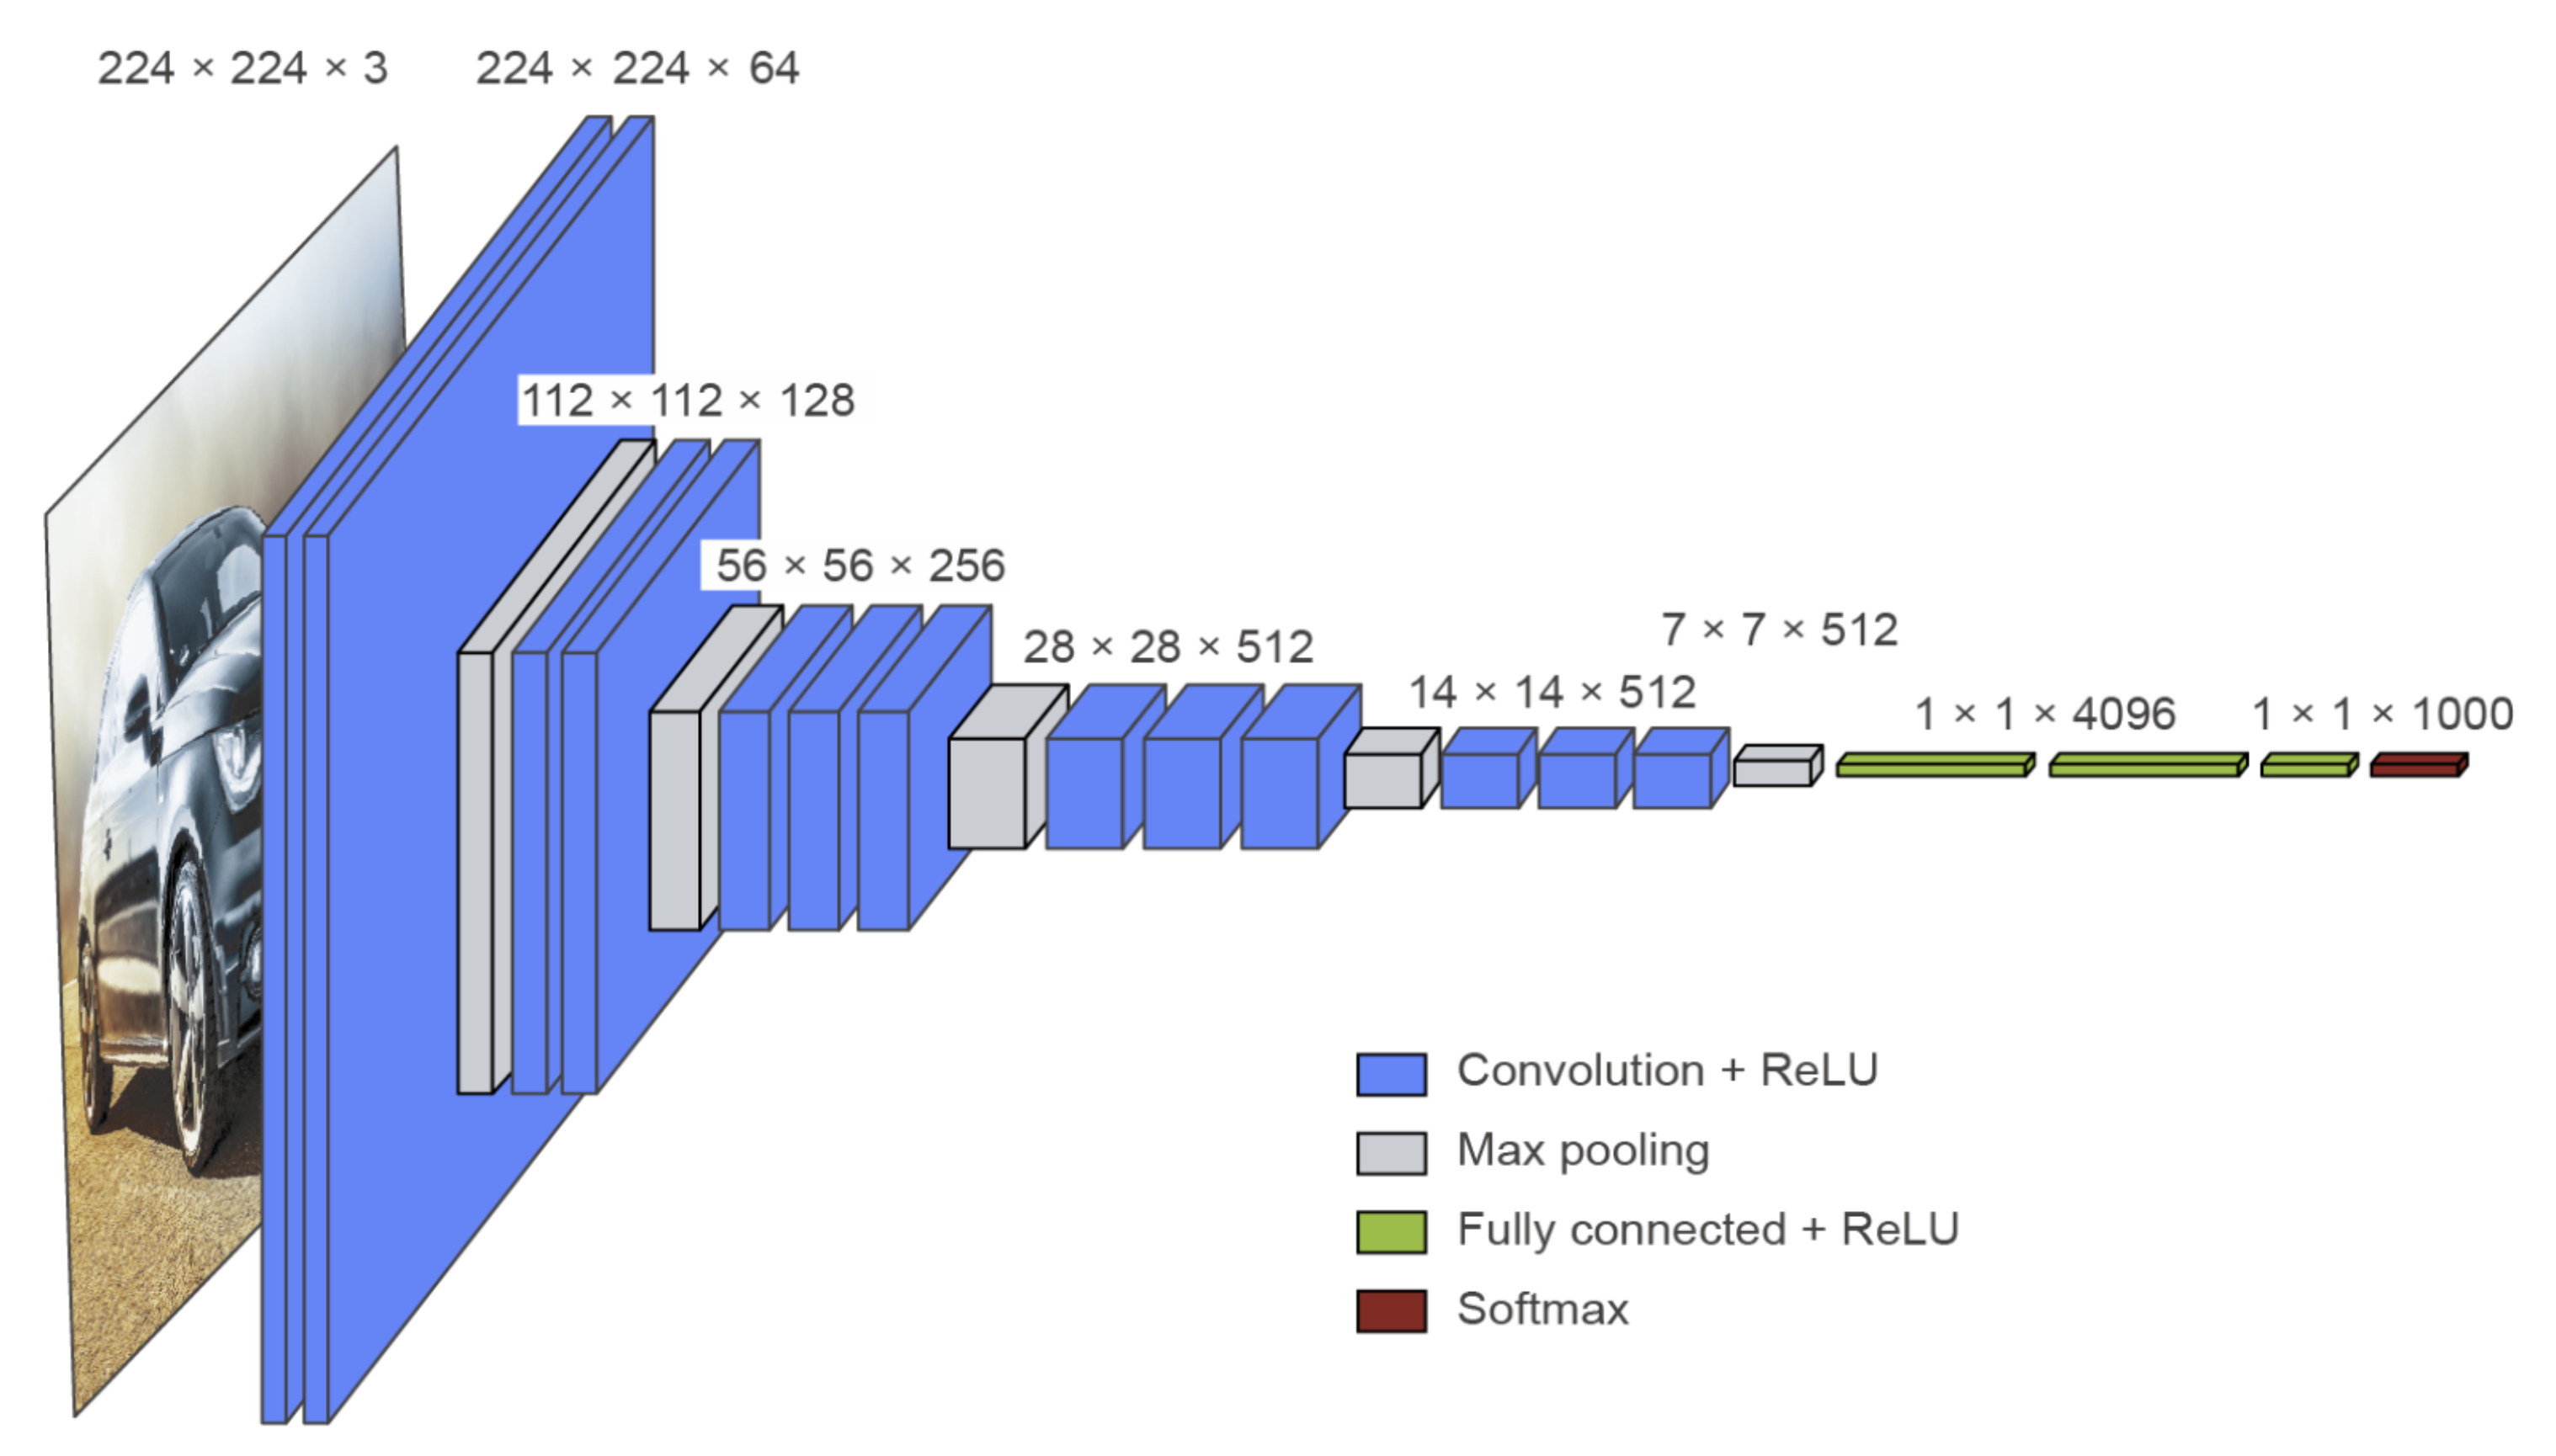 224 × 224 × 3
224 × 224 × 64
112 × 112 × 128
56 × 56 × 256
28 × 28 × 512
14 × 14 × 512
7 × 7 × 512
1 × 1 × 4096
1 × 1 × 1000
Convolution + ReLU
Max pooling
Fully connected + ReLU
Softmax